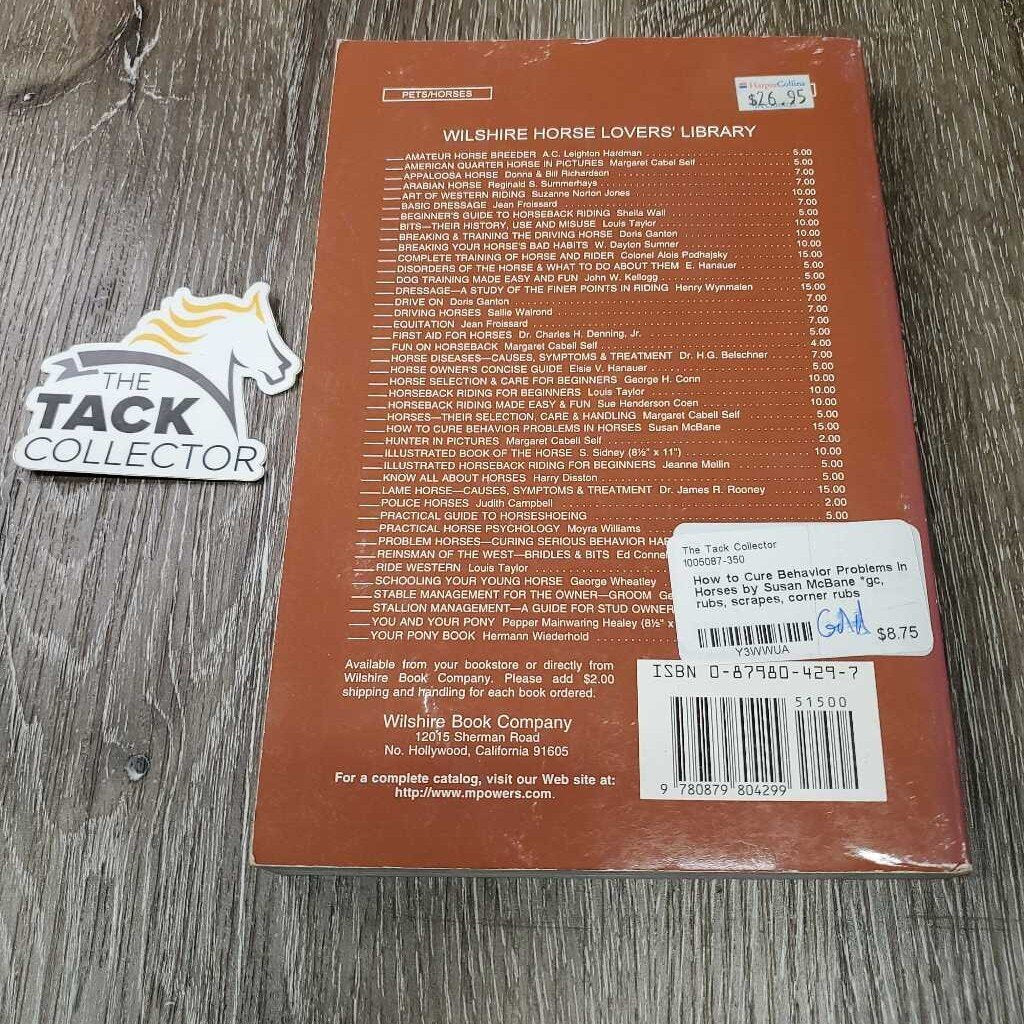 PETS/HORSES
HarperCollins
$26.95
WILSHIRE HORSE LOVERS' LIBRARY
AMATEUR HORSE BREEDER A.C. Leighton Hardman 5.00
AMERICAN QUARTER HORSE IN PICTURES Margaret Cabel Self 5.00
APPALOOSA HORSE Donna & Bill Richardson 7.00
ARABIAN HORSE Reginald S. Summerhays 7.00
ART OF WESTERN RIDING Suzanne Norton Jones 10.00
BASIC DRESSAGE Jean Froissard 7.00
BEGINNER'S GUIDE TO HORSEBACK RIDING Sheila Wall 5.00
BITS—THEIR HISTORY, USE AND MISUSE Louis Taylor 10.00
BREAKING & TRAINING THE DRIVING HORSE Doris Ganton 10.00
BREAKING YOUR HORSE'S BAD HABITS W. Dayton Sumner 10.00
COMPLETE TRAINING OF HORSE AND RIDER Colonel Alois Podhajsky 15.00
DISORDERS OF THE HORSE & WHAT TO DO ABOUT THEM E. Hanauer 5.00
DOG TRAINING MADE EASY AND FUN John W. Kellogg 5.00
DRESSAGE—A STUDY OF THE FINER POINTS IN RIDING Henry Wynmalen 15.00
DRIVE ON Doris Ganton 7.00
DRIVING HORSES Sallie Walrond 7.00
EQUITATION Jean Froissard 7.00
FIRST AID FOR HORSES Dr. Charles H. Denning, Jr. 5.00
FUN ON HORSEBACK Margaret Cabell Self 4.00
HORSE DISEASES—CAUSES, SYMPTOMS & TREATMENT Dr. H.G. Belschner 7.00
HORSE OWNER'S CONCISE GUIDE Elsie V. Hanauer 5.00
HORSE SELECTION & CARE FOR BEGINNERS George H. Conn 10.00
HORSEBACK RIDING FOR BEGINNERS Louis Taylor 10.00
HORSEBACK RIDING MADE EASY & FUN Sue Henderson Coen 10.00
HORSES—THEIR SELECTION, CARE & HANDLING Margaret Cabell Self 5.00
HOW TO CURE BEHAVIOR PROBLEMS IN HORSES Susan McBane 15.00
HUNTER IN PICTURES Margaret Cabell Self 2.00
ILLUSTRATED BOOK OF THE HORSE S. Sidney (8½" x 11") 10.00
ILLUSTRATED HORSEBACK RIDING FOR BEGINNERS Jeanne Mellin 5.00
KNOW ALL ABOUT HORSES Harry Disston 5.00
LAME HORSE—CAUSES, SYMPTOMS & TREATMENT Dr. James R. Rooney 15.00
POLICE HORSES Judith Campbell 2.00
PRACTICAL GUIDE TO HORSESHOEING 5.00
PRACTICAL HORSE PSYCHOLOGY Moyra Williams
PROBLEM HORSES—CURING SERIOUS BEHAVIOR
REINSMAN OF THE WEST—BRIDLES & BITS Ed
RIDE WESTERN Louis Taylor
SCHOOLING YOUR YOUNG HORSE George Wheatley
STABLE MANAGEMENT FOR THE OWNER—GROOM
STALLION MANAGEMENT—A GUIDE FOR STUD OWNER
YOU AND YOUR PONY Pepper Mainwaring Healey (8½" x
YOUR PONY BOOK Hermann Wiederhold
Available from your bookstore or directly from
Wilshire Book Company. Please add $2.00
shipping and handling for each book ordered.
Wilshire Book Company
12015 Sherman Road
No. Hollywood, California 91605
For a complete catalog, visit our Web site at:
http://www.mpowers.com.
The Tack Collector
1005087-350
How to Cure Behavior Problems In
Horses by Susan McBane *gc,
rubs, scrapes, corner rubs
$8.75
Y3WWUA
ISBN 0-87980-429-7
51500
9 780879 804299
THE
TACK
COLLECTOR